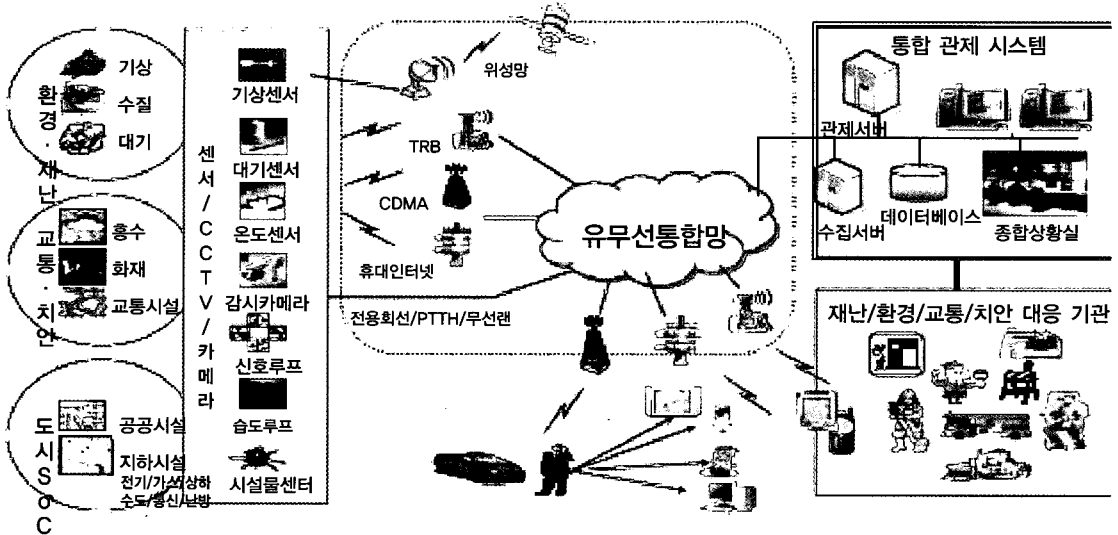 환경·재난
기상
수질
대기
교통·치안
홍수
화재
교통시설
도시SoC
공공시설
지하시설
전기/가스/상하
수도/통신/난방
센서/CCTV/카메라
기상센서
대기센서
온도센서
감시카메라
신호루프
습도루프
시설물센터
위성망
TRB
CDMA
휴대인터넷
전용회선/PTTH/무선랜
유무선통합망
통합 관제 시스템
관제서버
수집서버
데이터베이스
종합상황실
재난/환경/교통/치안 대응 기관